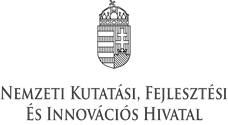 Nemzeti Kutatási, Fejlesztési
És Innovációs Hivatal